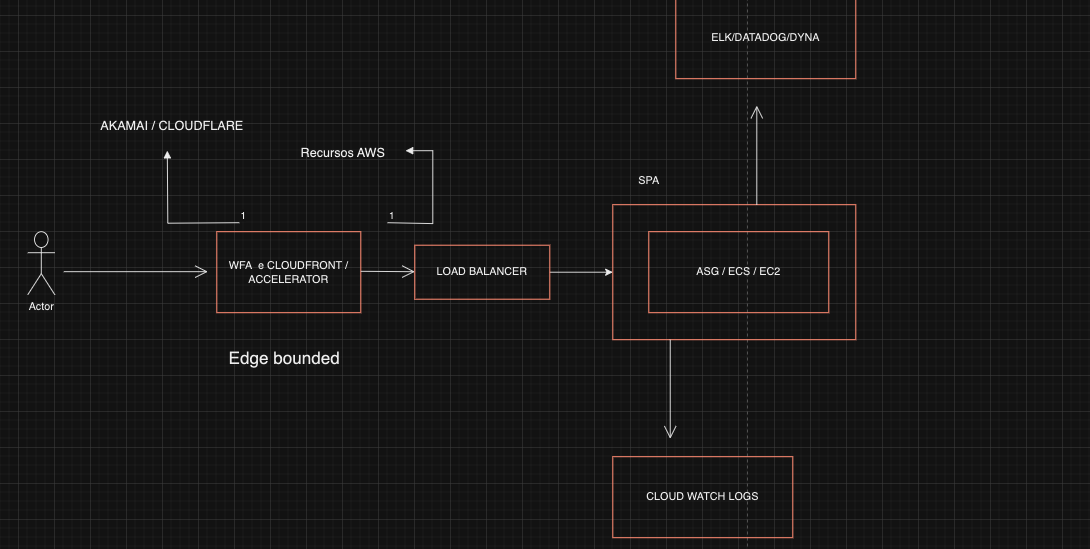 ELK/DATADOG/DYNA
AKAMAI / CLOUDFLARE
Recursos AWS
SPA
1
1
WFA e CLOUDFRONT /
ACCELERATOR
LOAD BALANCER
ASG / ECS / EC2
Actor
Edge bounded
CLOUD WATCH LOGS